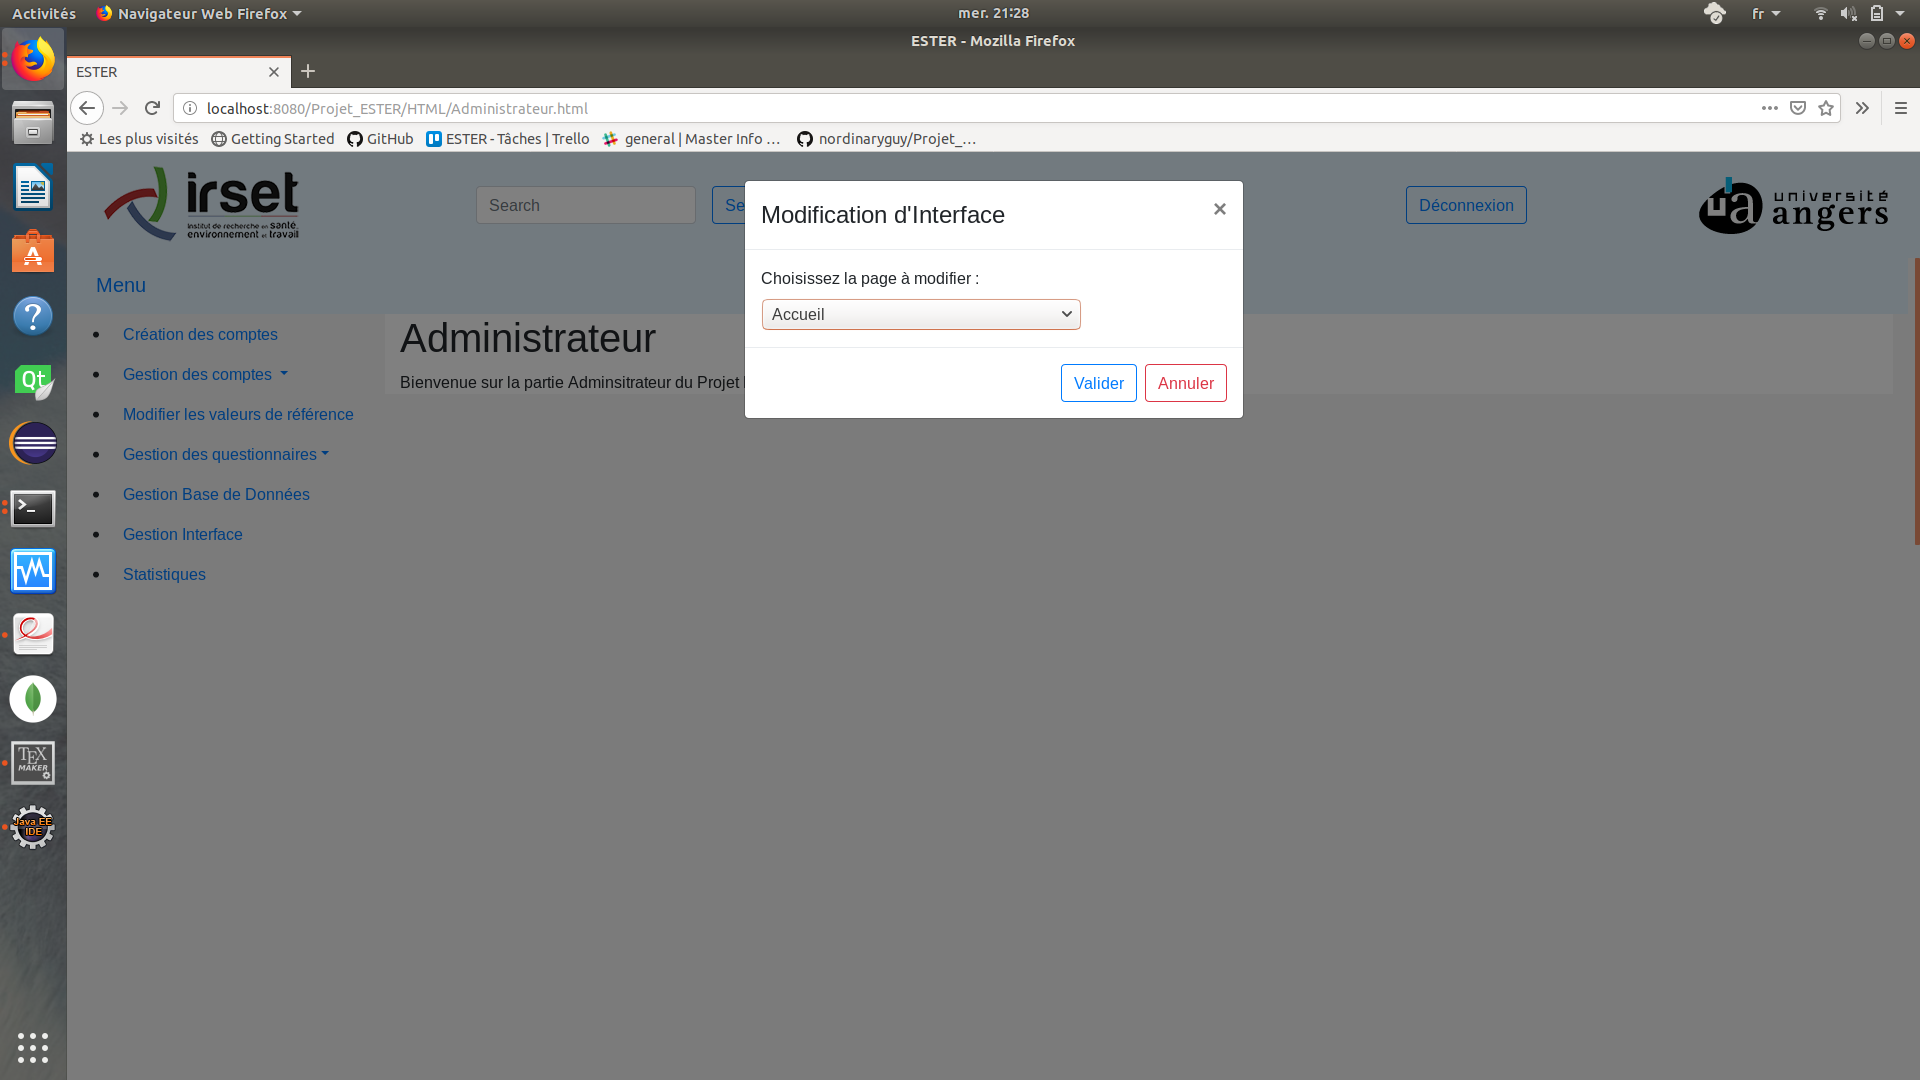 Activités
Navigateur Web Firefox
mer. 21:28
fr
ESTER - Mozilla Firefox
ESTER
localhost:8080/Projet_ESTER/HTML/Administrateur.html
Les plus visités
Getting Started
GitHub
ESTER - Tâches | Trello
general | Master Info …
nordinaryguy/Projet_…
irset
Institut de recherche en santé,
environnement et travail
Search
Se
Déconnexion
université
angers
Menu
Création des comptes
Gestion des comptes
Modifier les valeurs de référence
Gestion des questionnaires
Gestion Base de Données
Gestion Interface
Statistiques
Administrateur
Bienvenue sur la partie Adminsitrateur du Projet
Modification d'Interface
×
Choisissez la page à modifier :
Accueil
Valider
Annuler
Qt
TEX
MAKER
Java EE
IDE